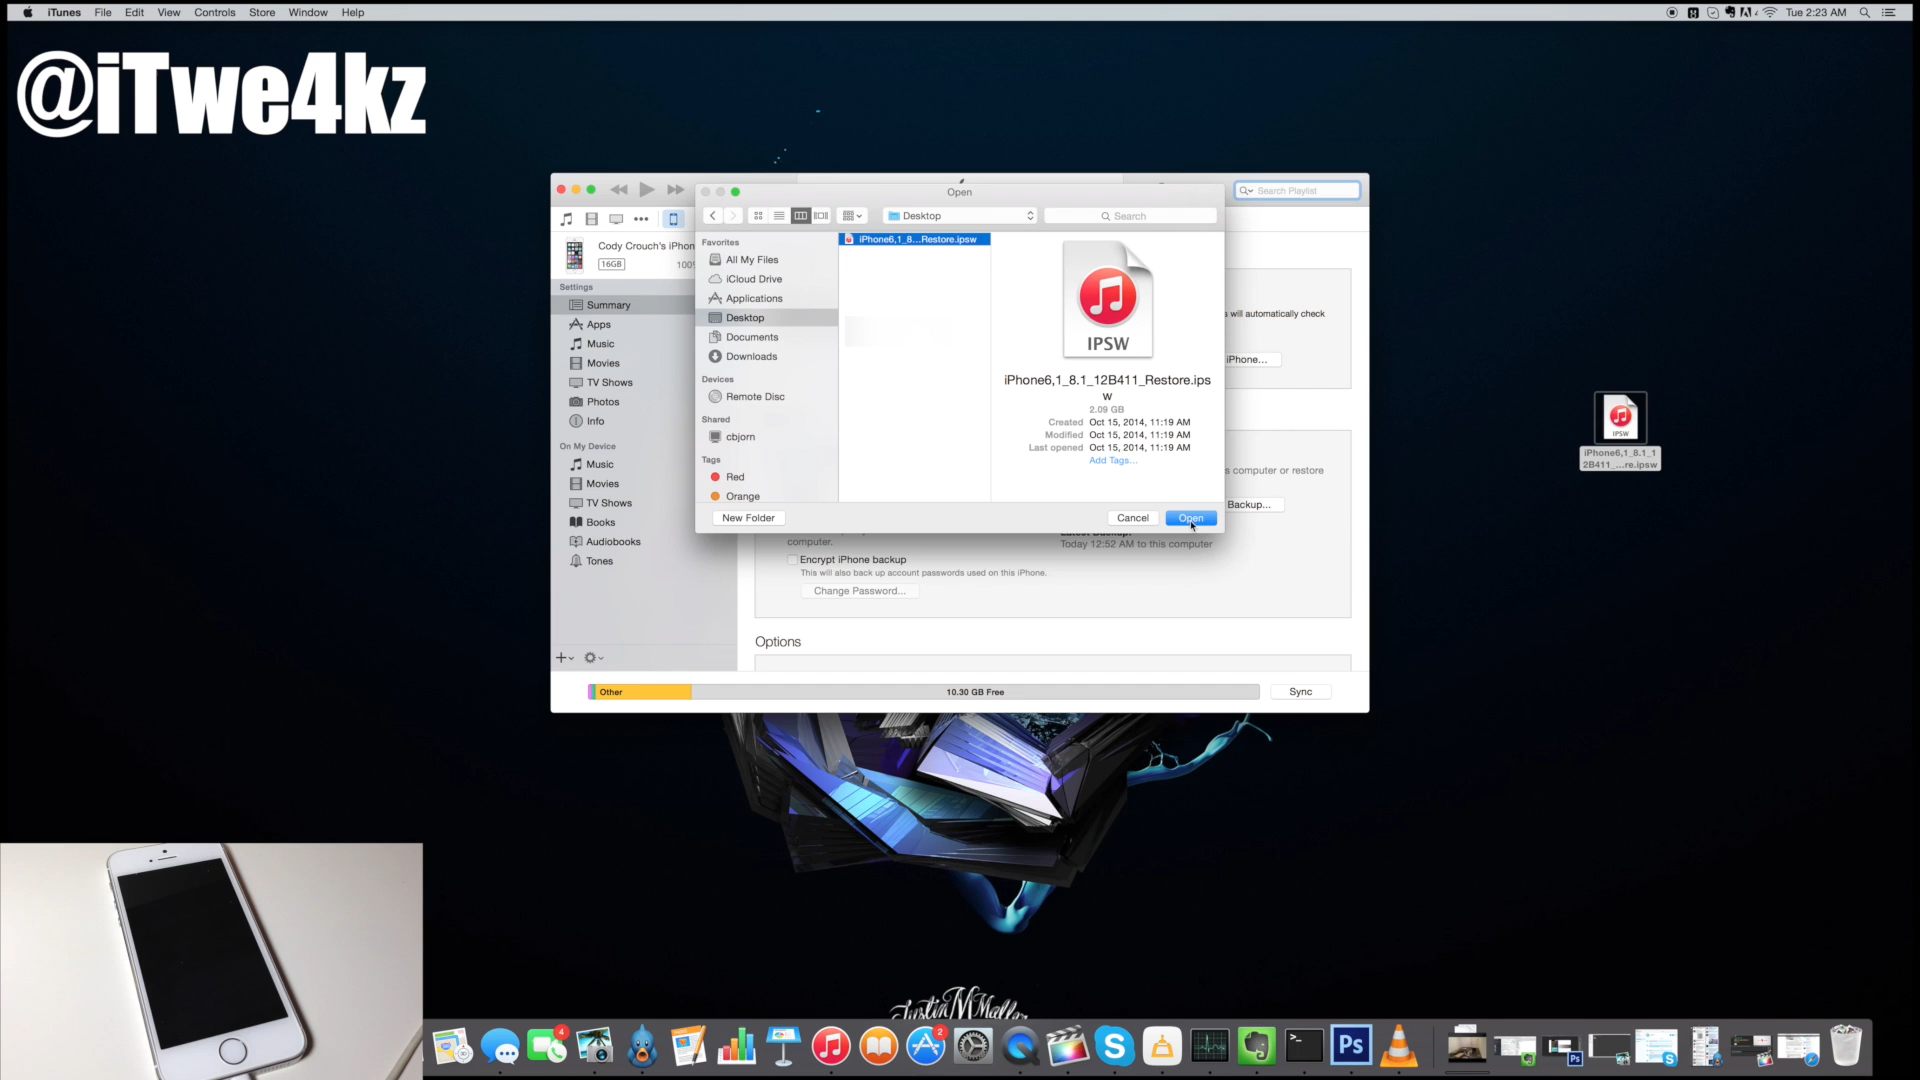 iTunes File Edit View Controls Store Window Help
Tue 2:23 AM
@iTwe4kz
Open
Search Playlist
Desktop
Search
Cody Crouch's iPhon
16GB
100%
Settings
Summary
Apps
Music
Movies
TV Shows
Photos
Info
On My Device
Music
Movies
TV Shows
Books
Audiobooks
Tones
Favorites
All My Files
iCloud Drive
Applications
Desktop
Documents
Downloads
Devices
Remote Disc
Shared
cbjorn
Tags
Red
Orange
iPhone6,1_8...Restore.ipsw
IPSW
iPhone6,1_8.1_12B411_Restore.ips
w
2.09 GB
Created Oct 15, 2014, 11:19 AM
Modified Oct 15, 2014, 11:19 AM
Last opened Oct 15, 2014, 11:19 AM
Add Tags...
New Folder
Cancel
Open
s will automatically check
iPhone...
a computer or restore
Backup...
computer.
Latest Backup:
Today 12:52 AM to this computer
Encrypt iPhone backup
This will also back up account passwords used on this iPhone.
Change Password...
Options
Other
10.30 GB Free
Sync
IPSW
iPhone6,1_8.1_1
2B411_...re.ipsw
4
2
Ps